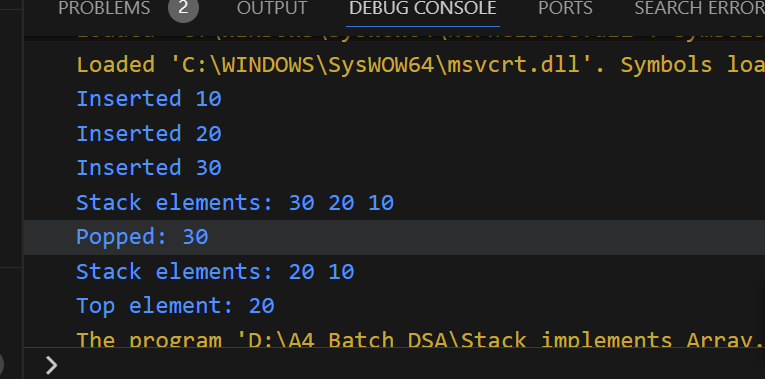 PROBLEMS 2 OUTPUT DEBUG CONSOLE PORTS SEARCH ERROR
Loaded 'C:\WINDOWS\SysWOW64\msvcrt.dll'. Symbols loa
Inserted 10
Inserted 20
Inserted 30
Stack elements: 30 20 10
Popped: 30
Stack elements: 20 10
Top element: 20
The program 'D:\A4 Batch DSA\Stack implements Array.